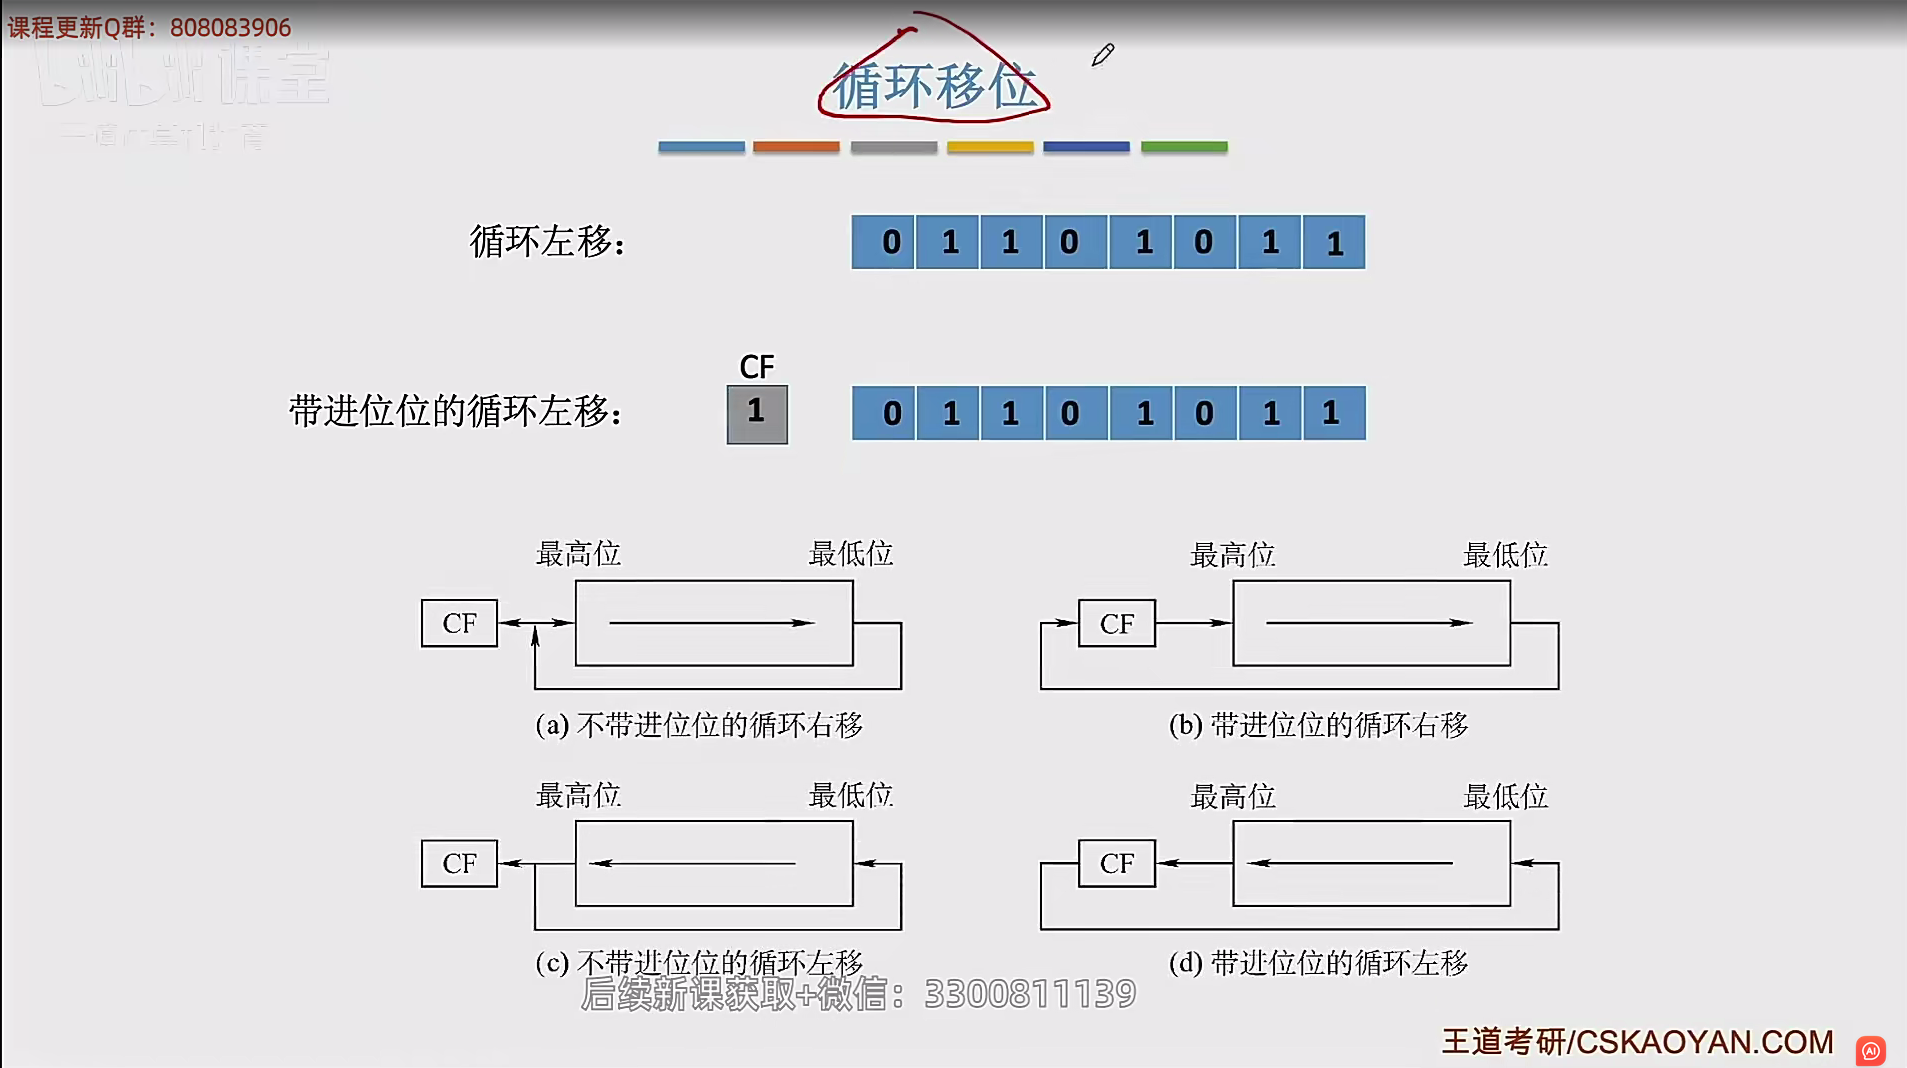 课程更新Q群：808083906
课堂
循环移位
循环左移：
0 1 1 0 1 0 1 1
CF
带进位位的循环左移：
1
0 1 1 0 1 0 1 1
最高位 最低位
CF
(a) 不带进位位的循环右移
最高位 最低位
CF
(b) 带进位位的循环右移
最高位 最低位
CF
(c) 不带进位位的循环左移
最高位 最低位
CF
(d) 带进位位的循环左移
后续新课获取+微信：3300811139
王道考研/CSKAOYAN.COM
AI